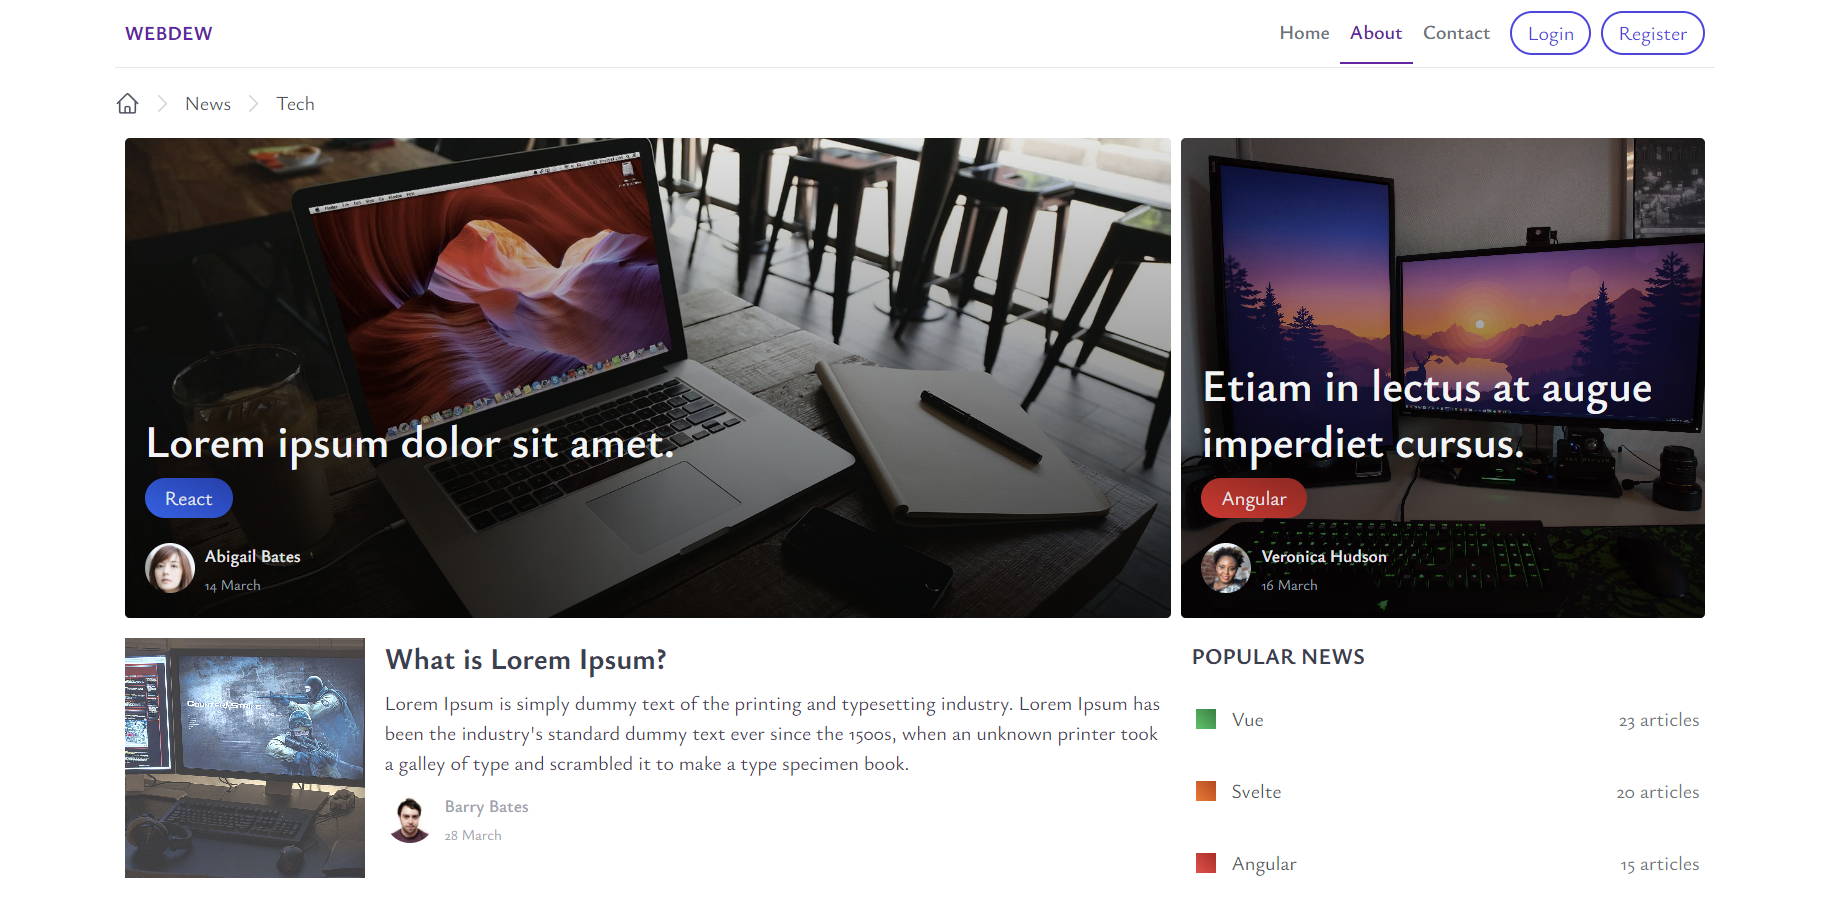 WEBDEW
Home About Contact Login Register
News Tech
Lorem ipsum dolor sit amet.
React
Abigail Bates
14 March
Etiam in lectus at augue
imperdiet cursus.
Angular
Veronica Hudson
16 March
What is Lorem Ipsum?
Lorem Ipsum is simply dummy text of the printing and typesetting industry. Lorem Ipsum has
been the industry's standard dummy text ever since the 1500s, when an unknown printer took
a galley of type and scrambled it to make a type specimen book.
Barry Bates
28 March
POPULAR NEWS
Vue 23 articles
Svelte 20 articles
Angular 15 articles